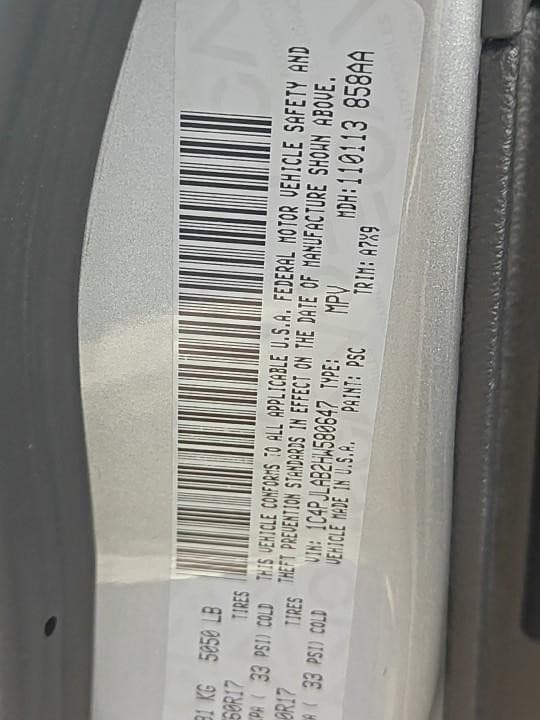 91 KG 5050 LB
TIRES
60R17
PA ( 33 PSI) COLD
TIRES
0R17
A ( 33 PSI) COLD
THIS VEHICLE CONFORMS TO ALL APPLICABLE U.S.A. FEDERAL MOTOR VEHICLE SAFETY AND
THEFT PREVENTION STANDARDS IN EFFECT ON THE DATE OF MANUFACTURE SHOWN ABOVE.
VIN: 1C4PJLAB2HW580647 TYPE: MPV MDH:110113 858AA
VEHICLE MADE IN U.S.A. PAINT: PSC TRIM: A7X9